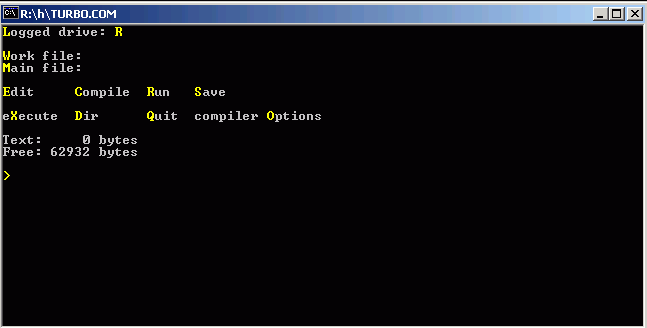 R:\h\TURBO.COM
Logged drive: R
Work file:
Main file:
Edit Compile Run Save
eXecute Dir Quit compiler Options
Text: 0 bytes
Free: 62932 bytes
>